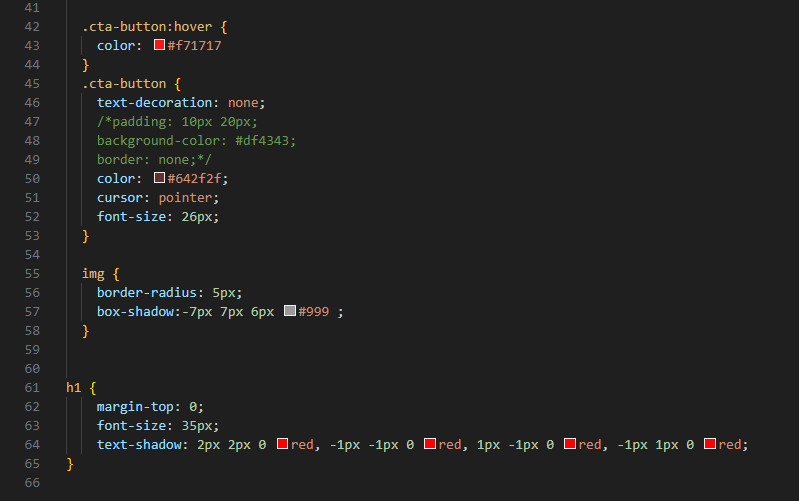 41
42 .cta-button:hover {
43 color: #f71717
44 }
45 .cta-button {
46 text-decoration: none;
47 /*padding: 10px 20px;
48 background-color: #df4343;
49 border: none;*/
50 color: #642f2f;
51 cursor: pointer;
52 font-size: 26px;
53 }
54
55 img {
56 border-radius: 5px;
57 box-shadow:-7px 7px 6px #999 ;
58 }
59
60
61 h1 {
62 margin-top: 0;
63 font-size: 35px;
64 text-shadow: 2px 2px 0 red, -1px -1px 0 red, 1px -1px 0 red, -1px 1px 0 red;
65 }
66